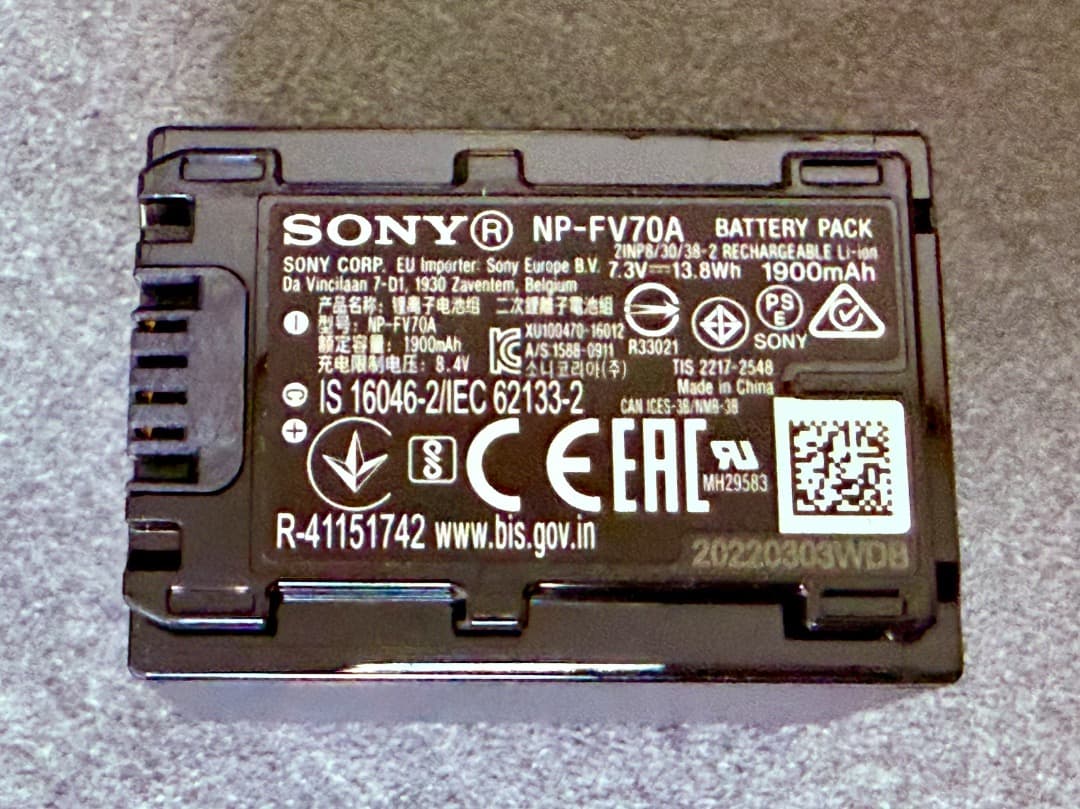 SONY® NP-FV70A BATTERY PACK
2INP8/30/38-2 RECHARGEABLE Li-ion
SONY CORP. EU Importer: Sony Europe B.V. 7.3V⎓13.8Wh 1900mAh
Da Vincilaan 7-D1, 1930 Zaventem, Belgium
产品名称：锂离子电池组 二次鋰離子電池組
型号：NP-FV70A
额定容量：1900mAh
充电限制电压：8.4V
XU100470-16012
A/S 1588-0911
소니코리아(주)
R33021
PS
E
SONY
TIS 2217-2548
Made in China
IS 16046-2/IEC 62133-2
CAN ICES-3B/NMB-3B
CE EAC
MH29583
R-41151742 www.bis.gov.in
20220303WDB